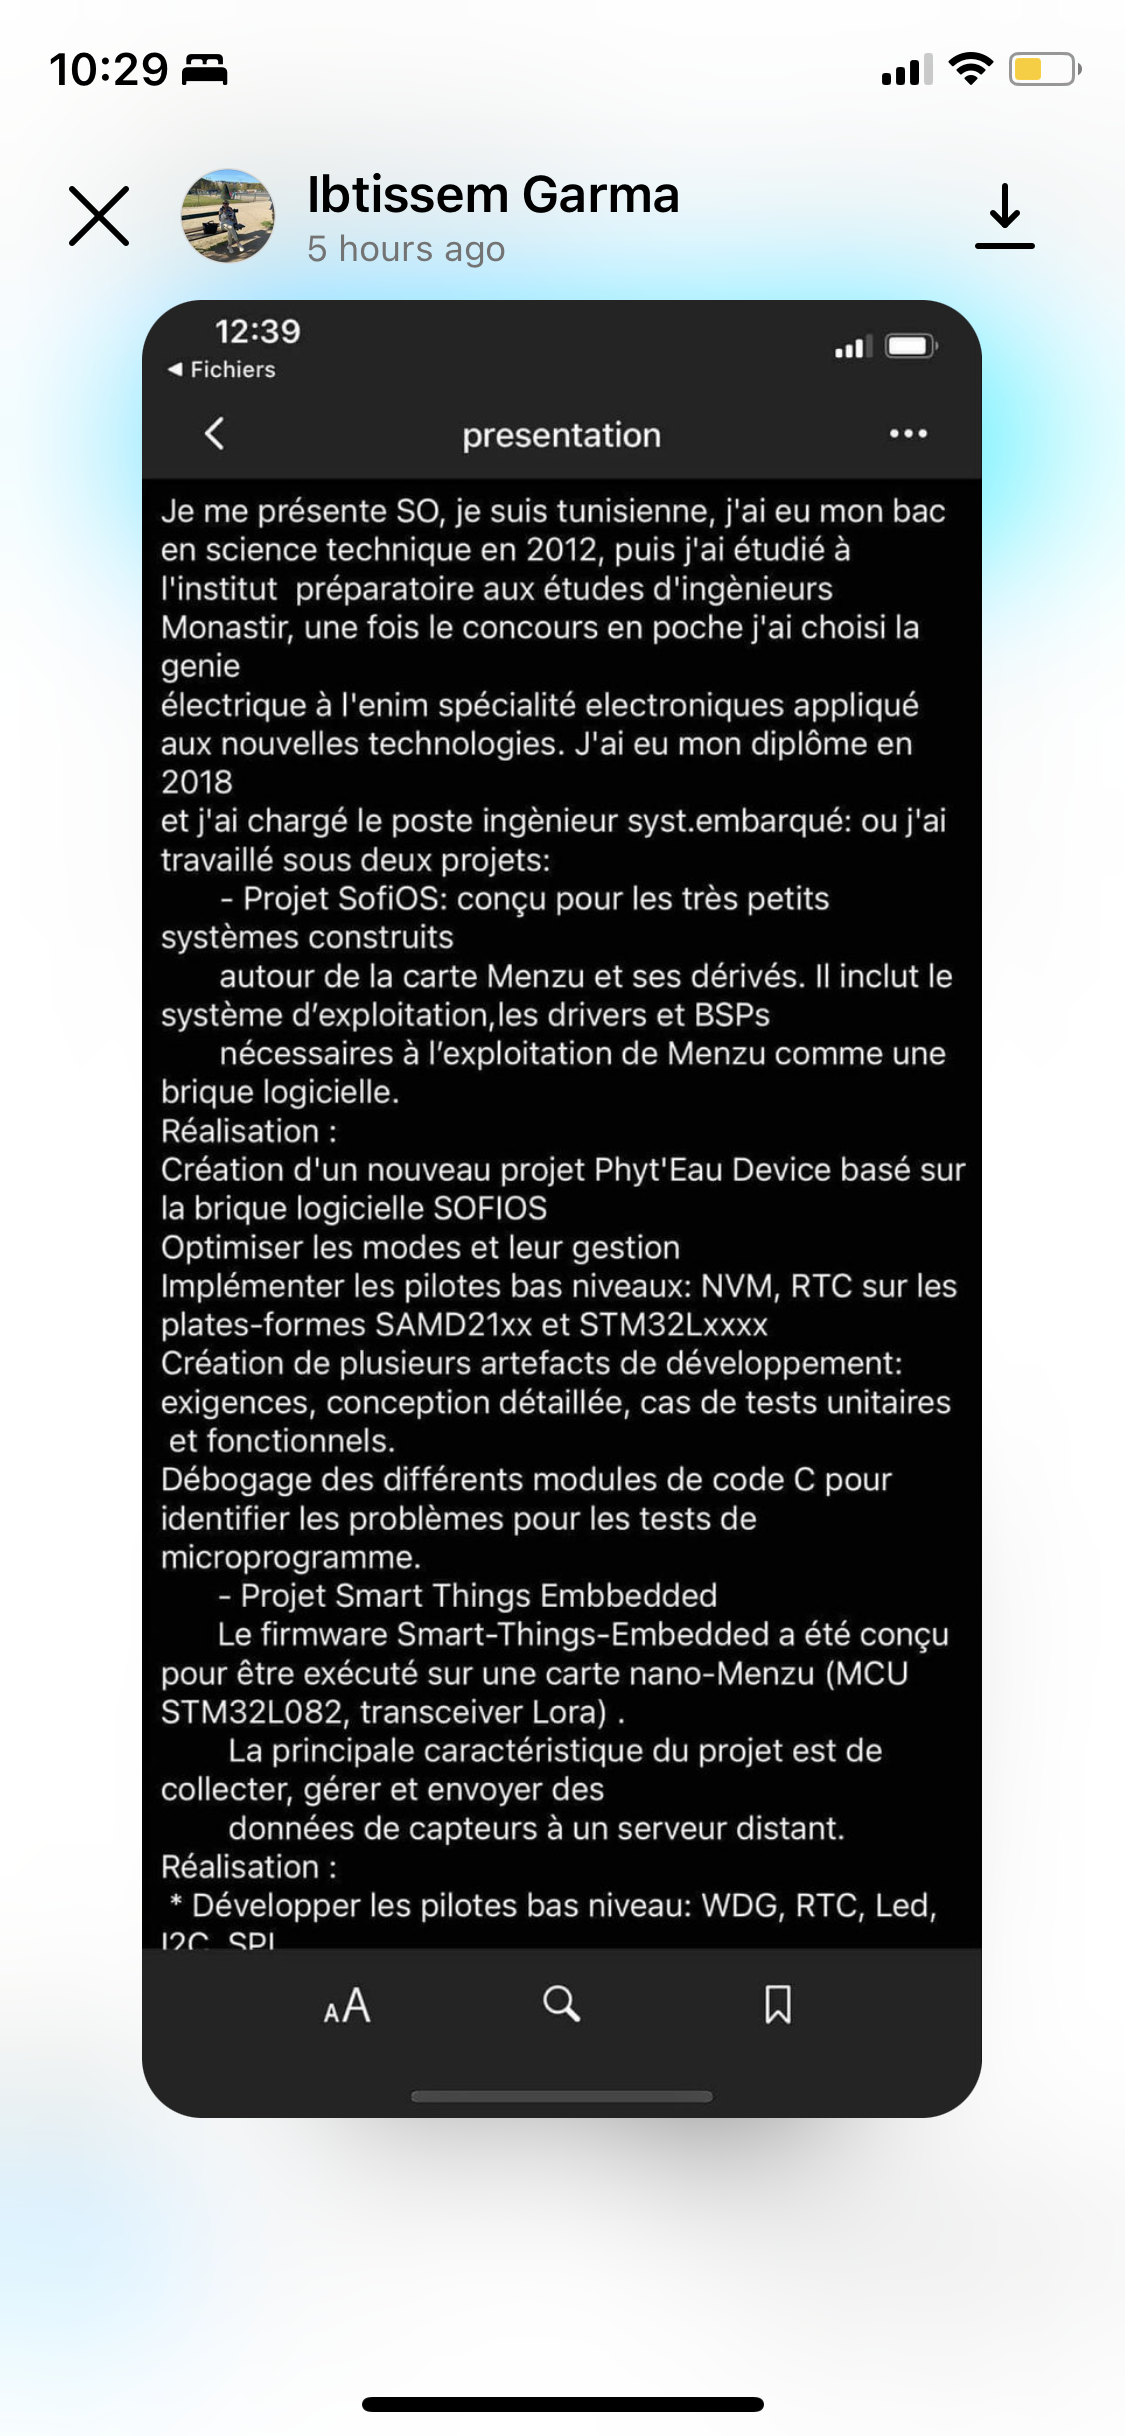 10:29
Ibtissem Garma
5 hours ago
12:39
◀ Fichiers
presentation
Je me présente SO, je suis tunisienne, j'ai eu mon bac
en science technique en 2012, puis j'ai étudié à
l'institut  préparatoire aux études d'ingènieurs
Monastir, une fois le concours en poche j'ai choisi la
genie
électrique à l'enim spécialité electroniques appliqué
aux nouvelles technologies. J'ai eu mon diplôme en
2018
et j'ai chargé le poste ingènieur syst.embarqué: ou j'ai
travaillé sous deux projets:
- Projet SofiOS: conçu pour les très petits
systèmes construits
autour de la carte Menzu et ses dérivés. Il inclut le
système d’exploitation,les drivers et BSPs
nécessaires à l’exploitation de Menzu comme une
brique logicielle.
Réalisation :
Création d'un nouveau projet Phyt'Eau Device basé sur
la brique logicielle SOFIOS
Optimiser les modes et leur gestion
Implémenter les pilotes bas niveaux: NVM, RTC sur les
plates-formes SAMD21xx et STM32Lxxxx
Création de plusieurs artefacts de développement:
exigences, conception détaillée, cas de tests unitaires
et fonctionnels.
Débogage des différents modules de code C pour
identifier les problèmes pour les tests de
microprogramme.
- Projet Smart Things Embbedded
Le firmware Smart-Things-Embedded a été conçu
pour être exécuté sur une carte nano-Menzu (MCU
STM32L082, transceiver Lora) .
La principale caractéristique du projet est de
collecter, gérer et envoyer des
données de capteurs à un serveur distant.
Réalisation :
* Développer les pilotes bas niveau: WDG, RTC, Led,
I2C, SPI
AA